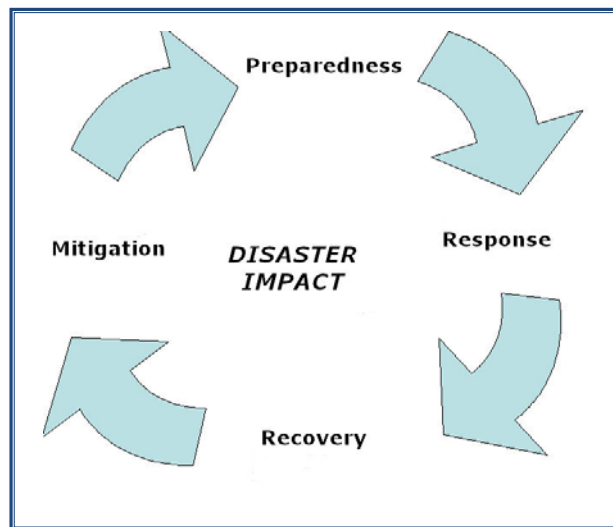 Preparedness
Mitigation
DISASTER
IMPACT
Response
Recovery